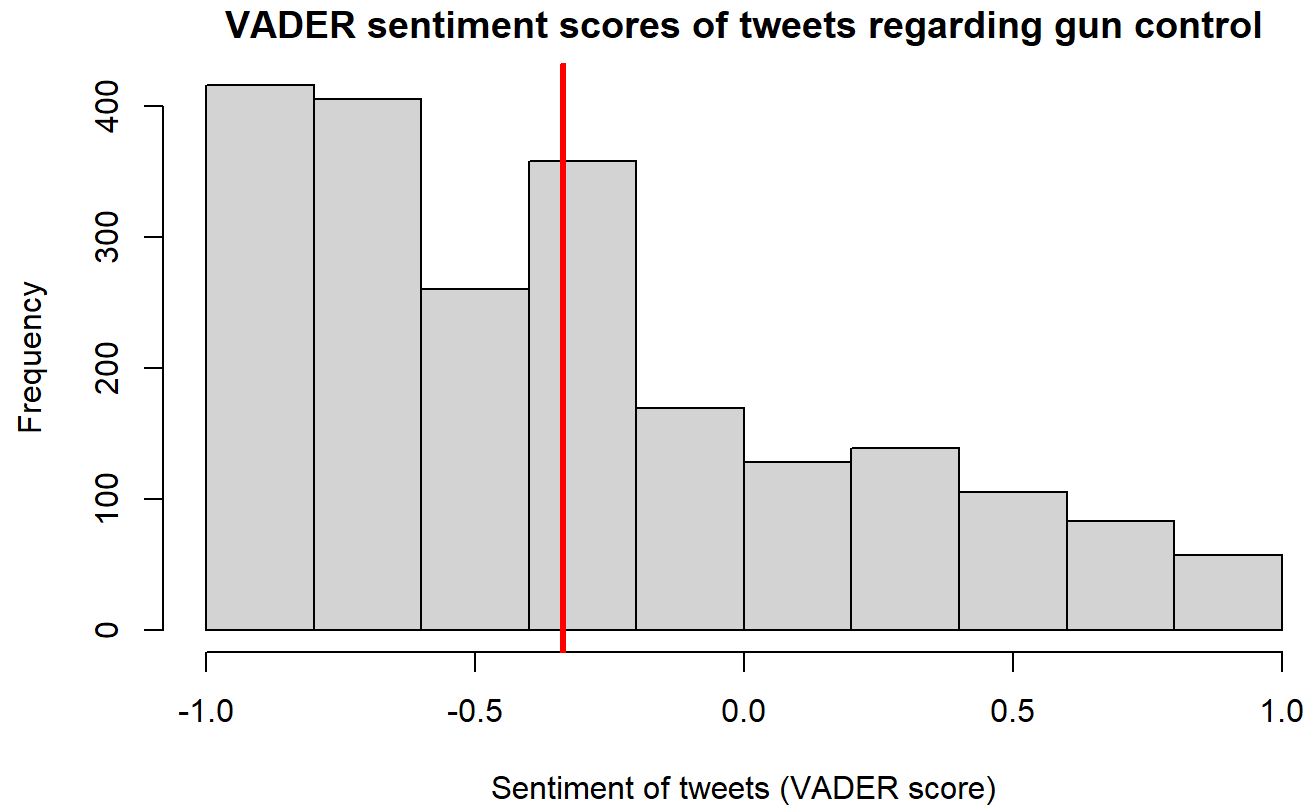 VADER sentiment scores of tweets regarding gun control
Frequency
400
300
200
100
0
-1.0 -0.5 0.0 0.5 1.0
Sentiment of tweets (VADER score)